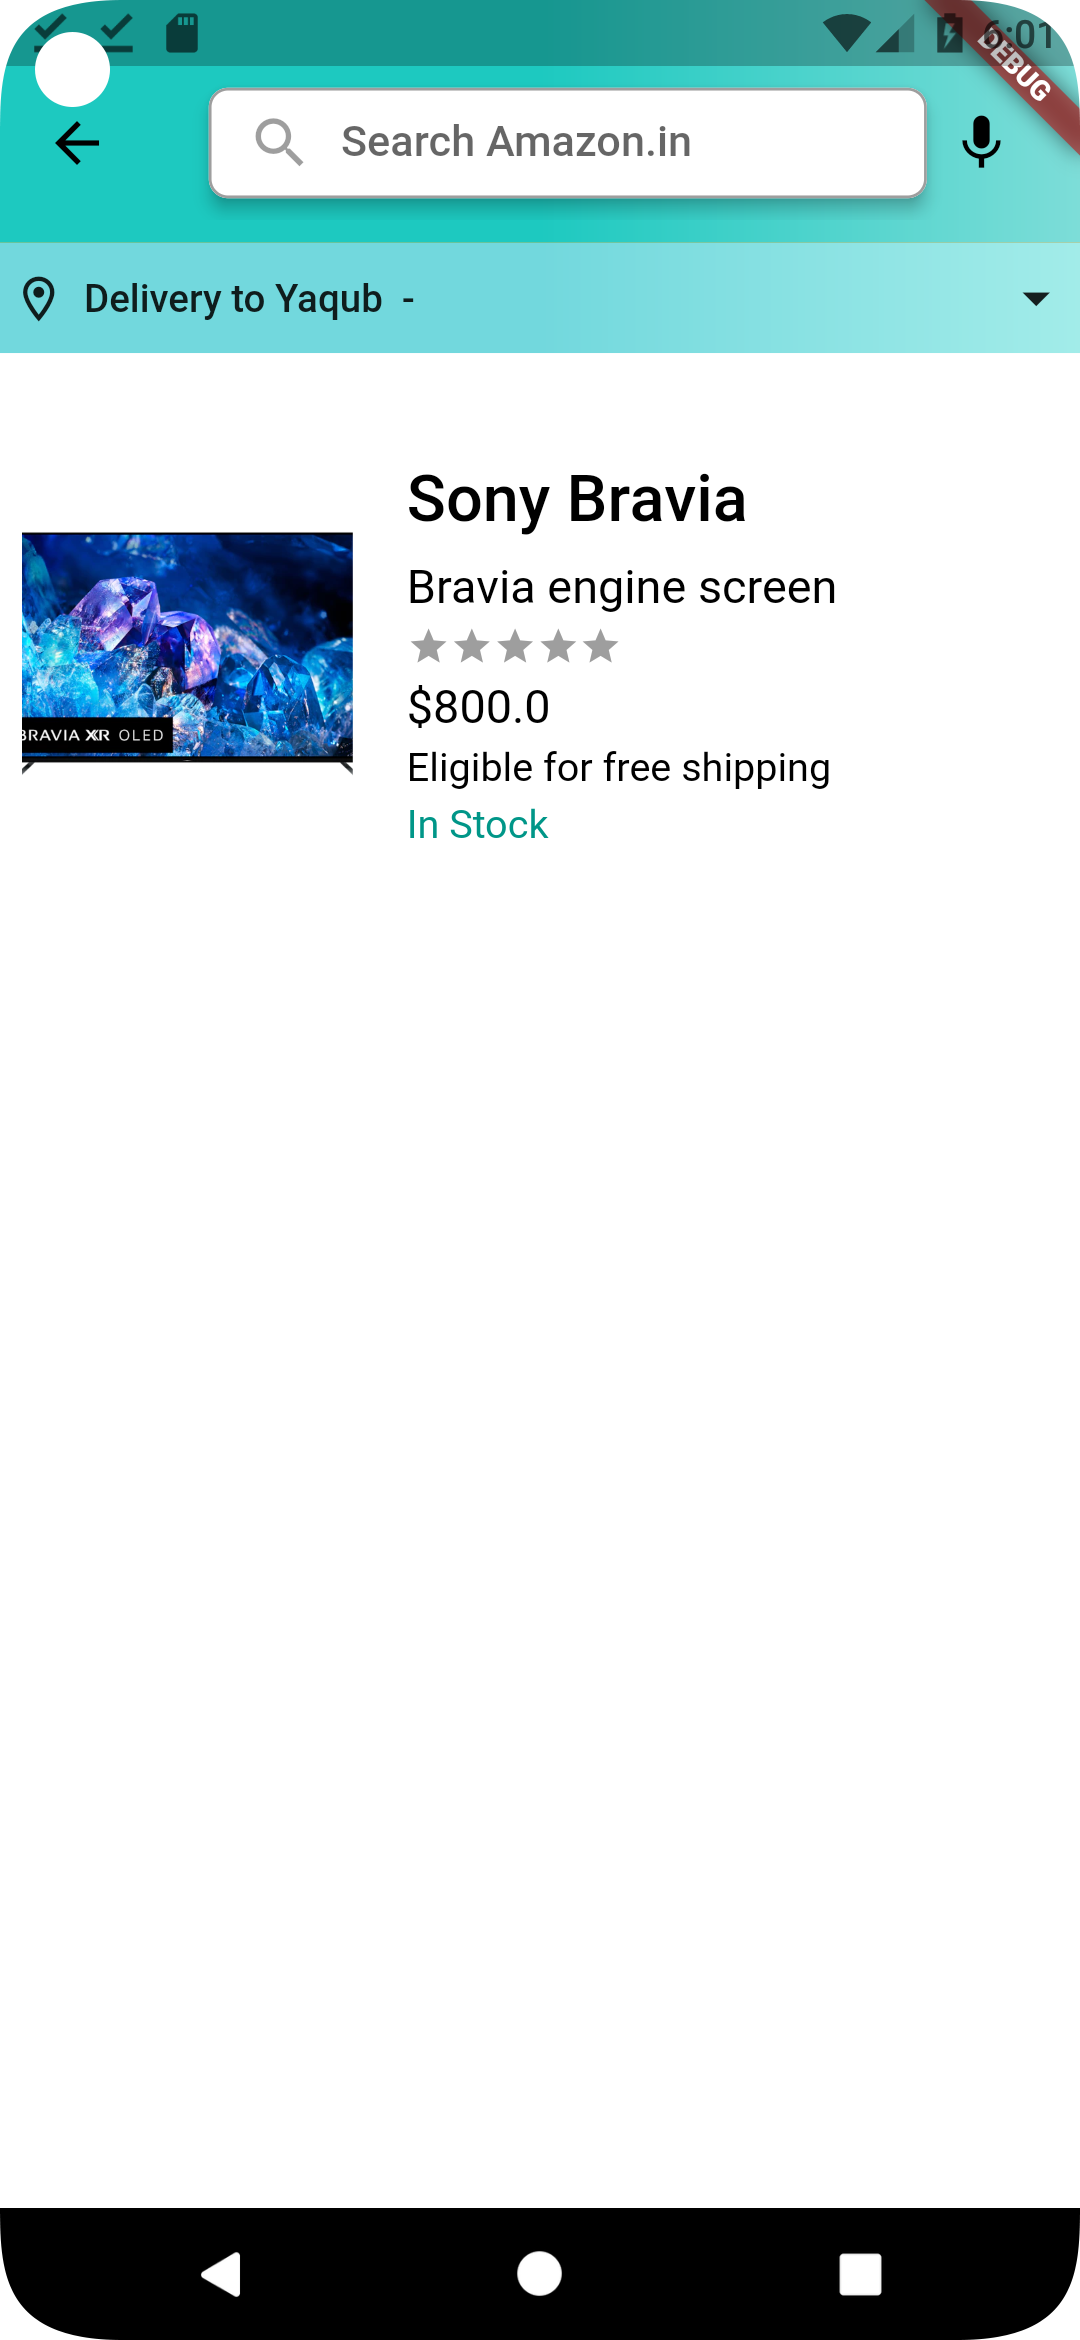 6:01
DEBUG
Search Amazon.in
Delivery to Yaqub -
Sony Bravia
Bravia engine screen
BRAVIA XR OLED
$800.0
Eligible for free shipping
In Stock